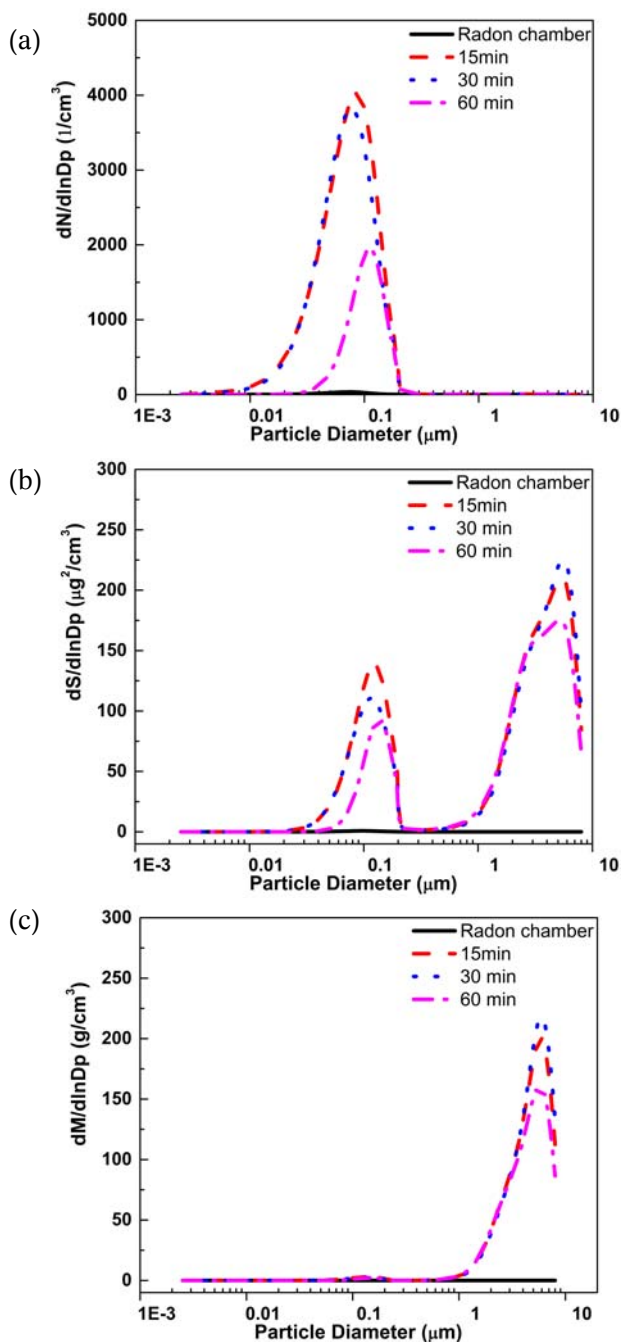 (a)
5000
4000
3000
2000
1000
0
dN/dlnDp (1/cm³)
Radon chamber
15min
30 min
60 min
1E-3 0.01 0.1 1 10
Particle Diameter (μm)
(b)
300
250
200
150
100
50
0
dS/dlnDp (μg²/cm³)
Radon chamber
15min
30 min
60 min
1E-3 0.01 0.1 1 10
Particle Diameter (μm)
(c)
300
250
200
150
100
50
0
dM/dlnDp (g/cm³)
Radon chamber
15min
30 min
60 min
1E-3 0.01 0.1 1 10
Particle Diameter (μm)